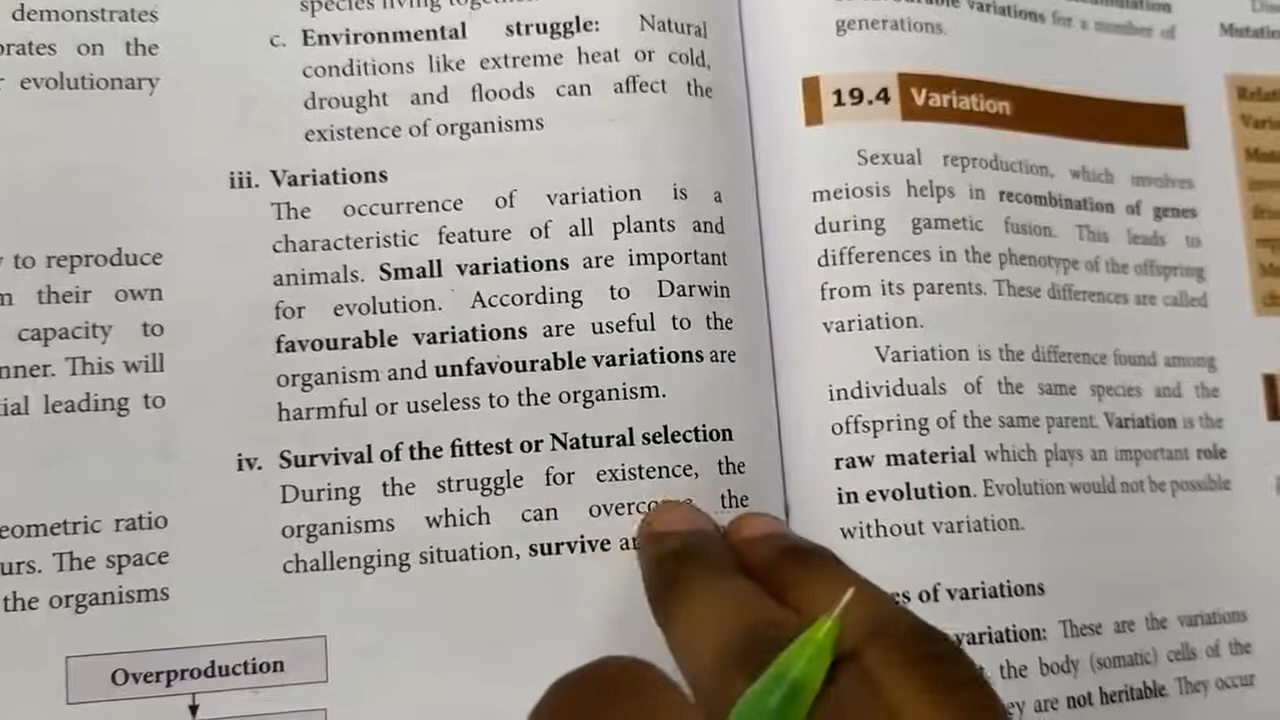 demonstrates
on the
evolutionary
to reproduce
their own
capacity to
This will
leading to
ratio
The space
the organisms
Overproduction
species living
c. Environmental struggle: Natural
conditions like extreme heat or cold,
drought and floods can affect the
existence of organisms
iii. Variations
The occurrence of variation is a
characteristic feature of all plants and
animals. Small variations are important
for evolution. According to Darwin
favourable variations are useful to the
organism and unfavourable variations are
harmful or useless to the organism.
iv. Survival of the fittest or Natural selection
During the struggle for existence, the
organisms which can overcome the
challenging situation, survive
variations for a number of
generations.
19.4 Variation
Sexual reproduction, which involves
meiosis helps in recombination of genes
during gametic fusion. This leads to
differences in the phenotype of the offspring
from its parents. These differences are called
variation.
Variation is the difference found among
individuals of the same species and the
offspring of the same parent. Variation is the
raw material which plays an important role
in evolution. Evolution would not be possible
without variation.
of variations
variation: These are the variations
the body (somatic) cells of the
are not heritable. They occur